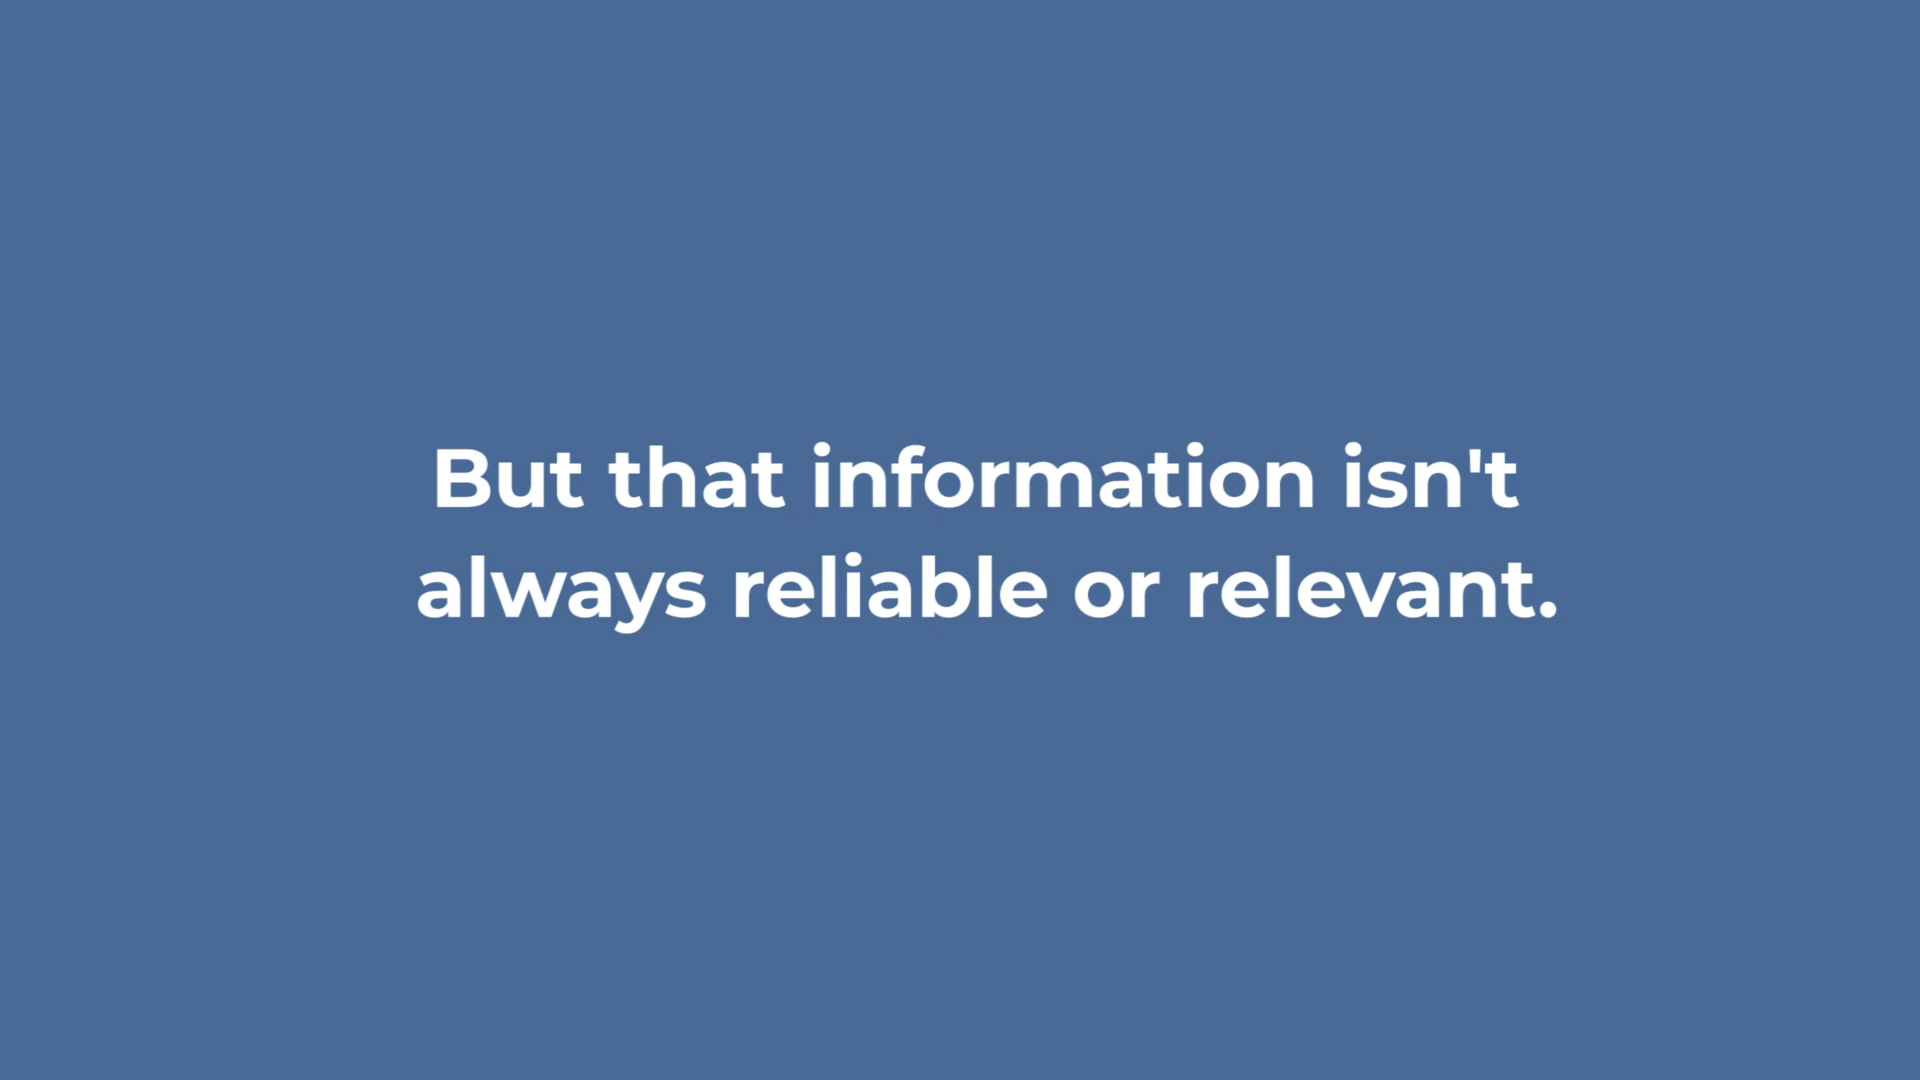 But that information isn't
always reliable or relevant.